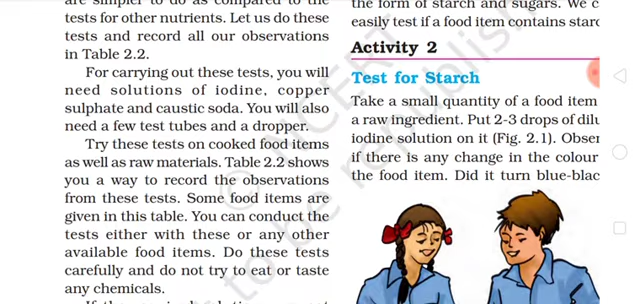 are simpler to do as compared to the
tests for other nutrients. Let us do these
tests and record all our observations
in Table 2.2.
For carrying out these tests, you will
need solutions of iodine, copper
sulphate and caustic soda. You will also
need a few test tubes and a dropper.
Try these tests on cooked food items
as well as raw materials. Table 2.2 shows
you a way to record the observations
from these tests. Some food items are
given in this table. You can conduct the
tests either with these or any other
available food items. Do these tests
carefully and do not try to eat or taste
any chemicals.
the form of starch and sugars. We c
easily test if a food item contains starc
Activity 2
Test for Starch
Take a small quantity of a food item
a raw ingredient. Put 2-3 drops of dilu
iodine solution on it (Fig. 2.1). Obser
if there is any change in the colour
the food item. Did it turn blue-blac